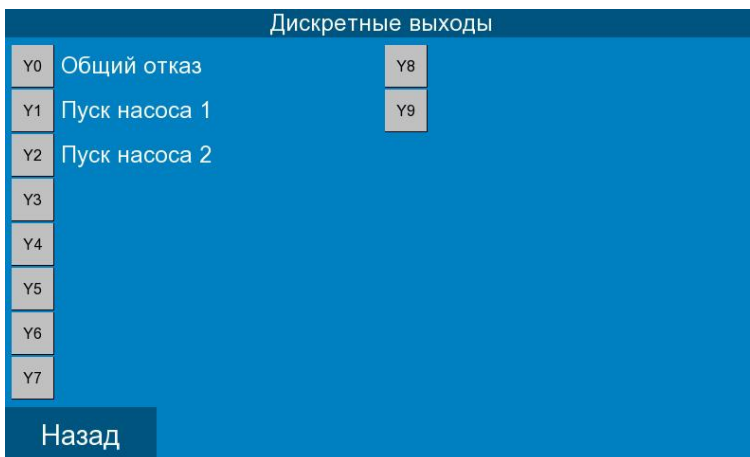 Дискретные выходы
Y0 Общий отказ
Y1 Пуск насоса 1
Y2 Пуск насоса 2
Y3
Y4
Y5
Y6
Y7
Y8
Y9
Назад